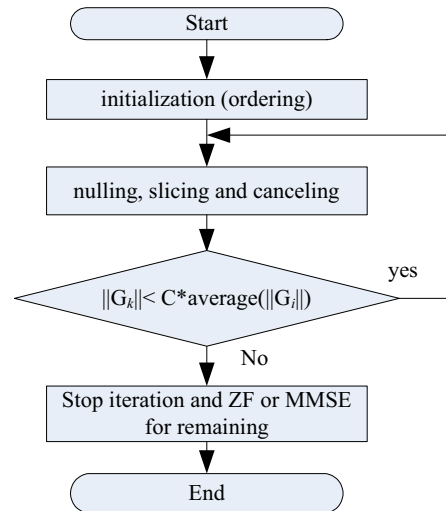 Start
initialization (ordering)
nulling, slicing and canceling
||Gk||< C*average(||Gi||)
yes
No
Stop iteration and ZF or MMSE
for remaining
End